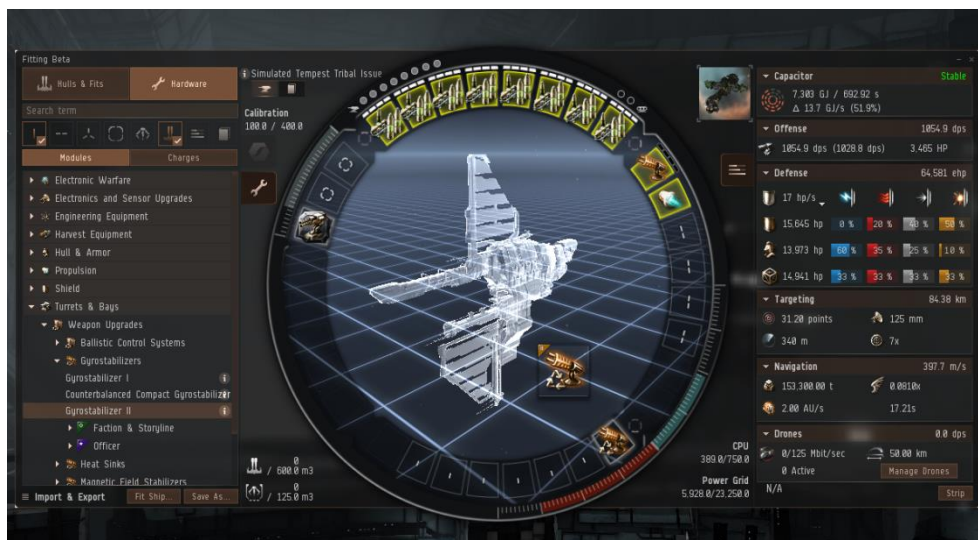 Fitting Beta
Hulls & Fits
Hardware
Search term
Modules
Charges
Electronic Warfare
Electronics and Sensor Upgrades
Engineering Equipment
Harvest Equipment
Hull & Armor
Propulsion
Shield
Turrets & Bays
Weapon Upgrades
Ballistic Control Systems
Gyrostabilizers
Gyrostabilizer I
Counterbalanced Compact Gyrostabilizer
Gyrostabilizer II
Faction & Storyline
Officer
Heat Sinks
Magnetic Field Stabilizers
Import & Export
Fit Ship...
Save As...
Simulated Tempest Tribal Issue
Calibration
100.0 / 400.0
0
/ 600.0 m3
0
/ 125.0 m3
CPU
389.0/750.0
Power Grid
5.928.0/23,250.0
Capacitor Stable
7,303 GJ / 692.92 s
Δ 13.7 GJ/s (51.9%)
Offense 1054.9 dps
1054.9 dps (1028.8 dps) 3,465 HP
Defense 64,581 ehp
17 hp/s
15,645 hp 0 % 20 % 40 % 50 %
13,973 hp 60 % 35 % 25 % 10 %
14,941 hp 33 % 33 % 33 % 33 %
Targeting 84.38 km
31.20 points 125 mm
340 m 7x
Navigation 397.7 m/s
153,300.00 t 0.0810x
2.00 AU/s 17.21s
Drones 0.0 dps
0/125 Mbit/sec 50.00 km
0 Active Manage Drones
N/A
Strip